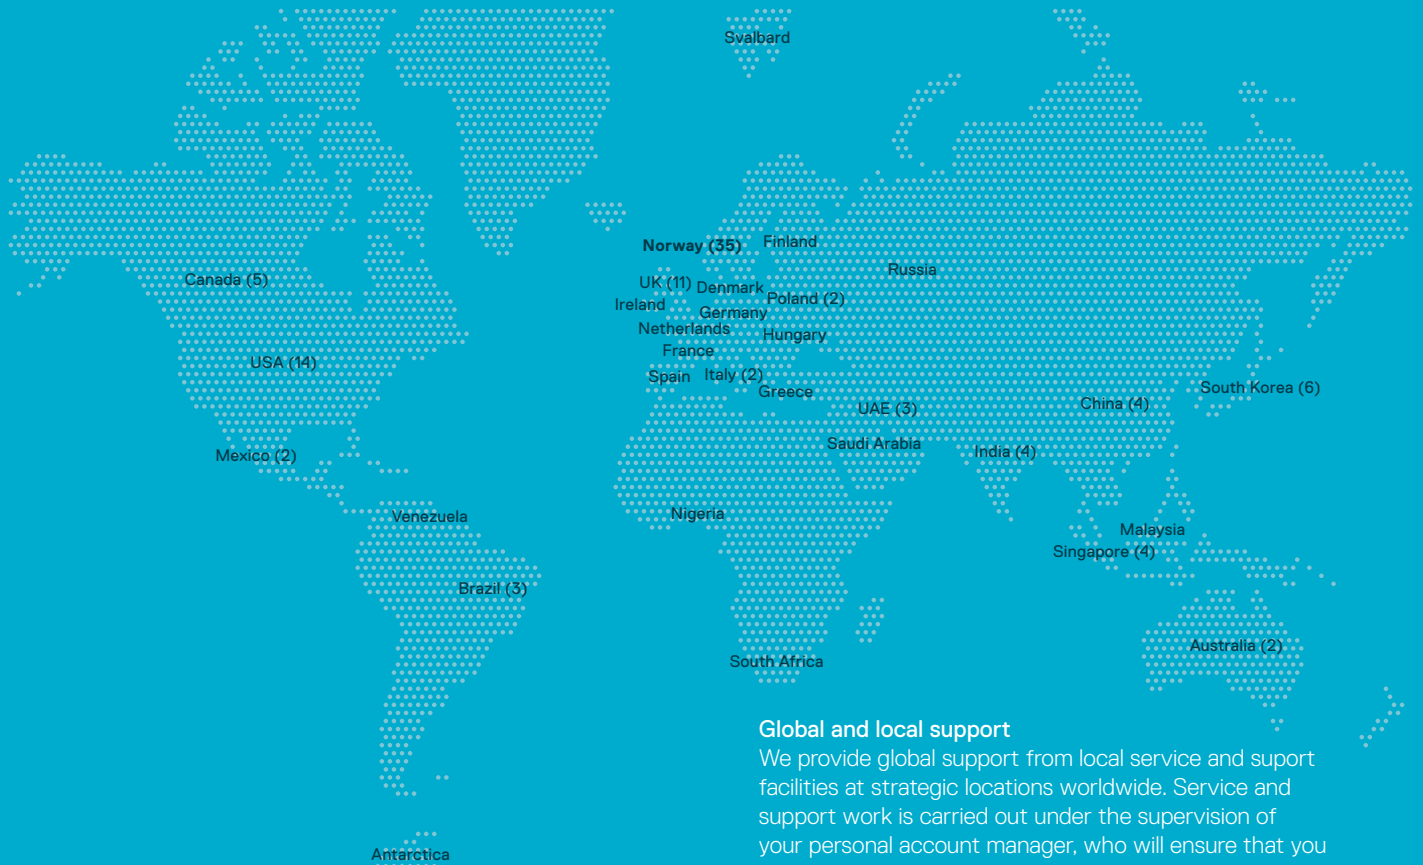 Svalbard
Norway (35)
Finland
Russia
Canada (5)
UK (11)
Denmark
Poland (2)
Ireland
Germany
Netherlands
Hungary
France
USA (14)
Spain
Italy (2)
Greece
South Korea (6)
UAE (3)
China (4)
Saudi Arabia
India (4)
Mexico (2)
Venezuela
Nigeria
Malaysia
Singapore (4)
Brazil (3)
Australia (2)
South Africa
Global and local support
We provide global support from local service and suport
facilities at strategic locations worldwide. Service and
support work is carried out under the supervision of
your personal account manager, who will ensure that you
Antarctica